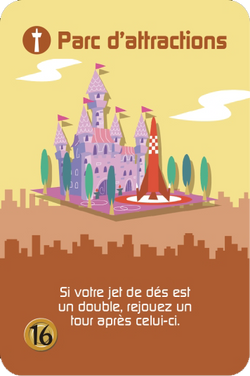 Parc d'attractions
Si votre jet de dés est
un double, rejouez un
tour après celui-ci.
16